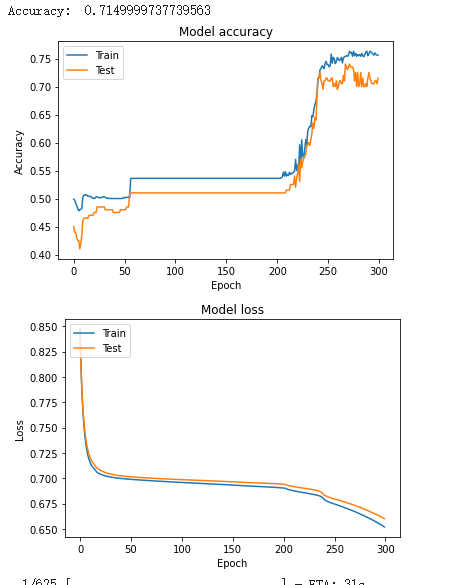 Accuracy:  0.7149999737739563
Model accuracy
Train
Test
0.75
0.70
0.65
0.60
0.55
0.50
0.45
0.40
Accuracy
0 50 100 150 200 250 300
Epoch
Model loss
Train
Test
0.850
0.825
0.800
0.775
0.750
0.725
0.700
0.675
0.650
Loss
0 50 100 150 200 250 300
Epoch
1/625 [ ] - ETA: 31s